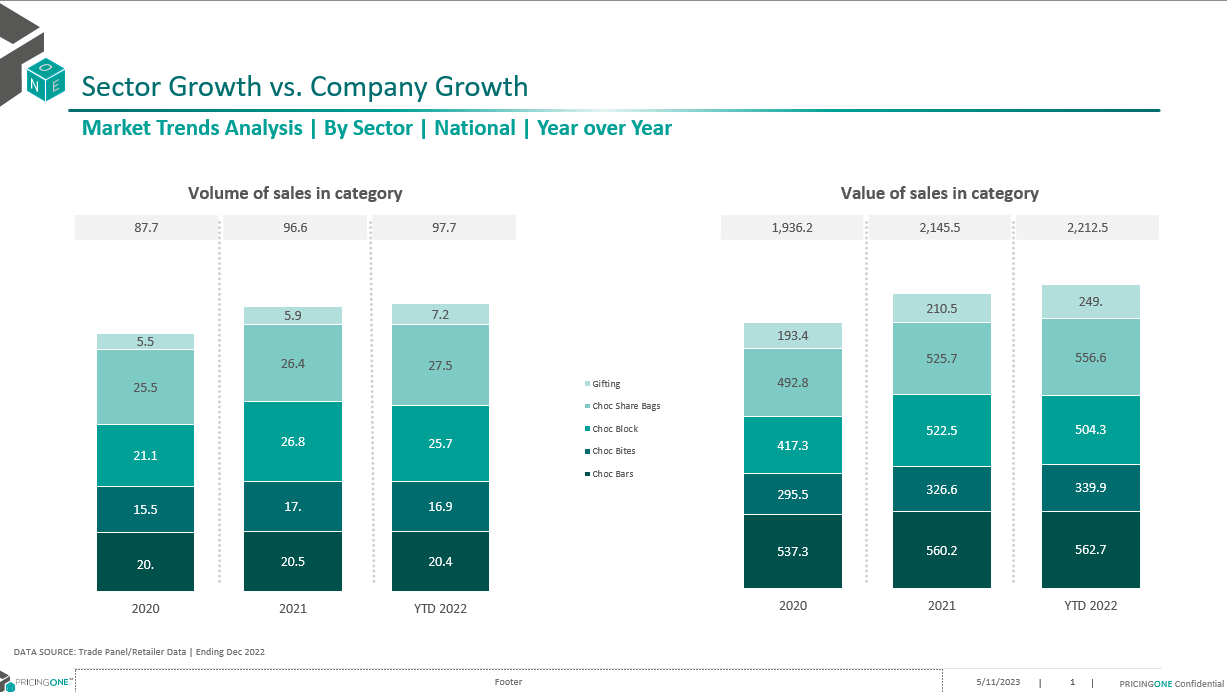 O
N E
Sector Growth vs. Company Growth
Market Trends Analysis | By Sector | National | Year over Year
Volume of sales in category
87.7 96.6 97.7
5.5 5.9 7.2
25.5 26.4 27.5
21.1 26.8 25.7
15.5 17. 16.9
20. 20.5 20.4
2020 2021 YTD 2022
Gifting
Choc Share Bags
Choc Block
Choc Bites
Choc Bars
Value of sales in category
1,936.2 2,145.5 2,212.5
193.4 210.5 249.
492.8 525.7 556.6
417.3 522.5 504.3
295.5 326.6 339.9
537.3 560.2 562.7
2020 2021 YTD 2022
DATA SOURCE: Trade Panel/Retailer Data | Ending Dec 2022
PRICINGONE™ Footer 5/11/2023 | 1 | PRICINGONE Confidential